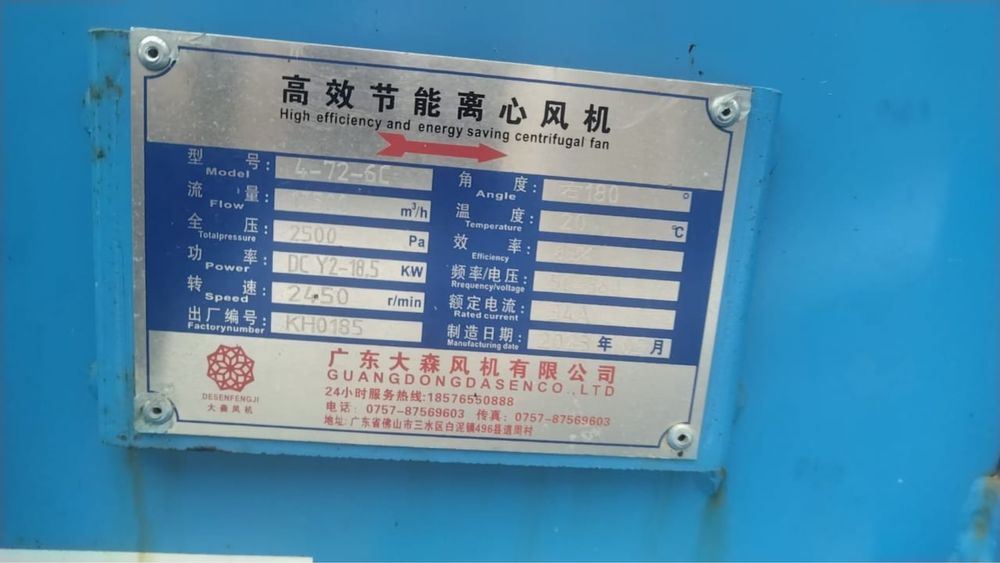 高效节能离心风机
High efficiency and energy saving centrifugal fan
型 号: 4-72-6C
Model
流 量: m³/h
Flow
全 压: 2500 Pa
Totalpressure
功 率: DC Y2-18.5 KW
Power
转 速: 2450 r/min
Speed
出厂编号: KH0185
Factorynumber
角 度: 右180 °
Angle
温 度: 20 ℃
Temperature
效 率:
Efficiency
频率/电压:
Rrequency/voltage
额定电流:
Rated current
制造日期: 年 月
Manufacturing date
DESENFENGJI
大森风机
广东大森风机有限公司
GUANGDONGDASENCO.,LTD
24小时服务热线:18576550888
电话: 0757-87569603 传真: 0757-87569603
地址: 广东省佛山市三水区白泥镇496县道周村